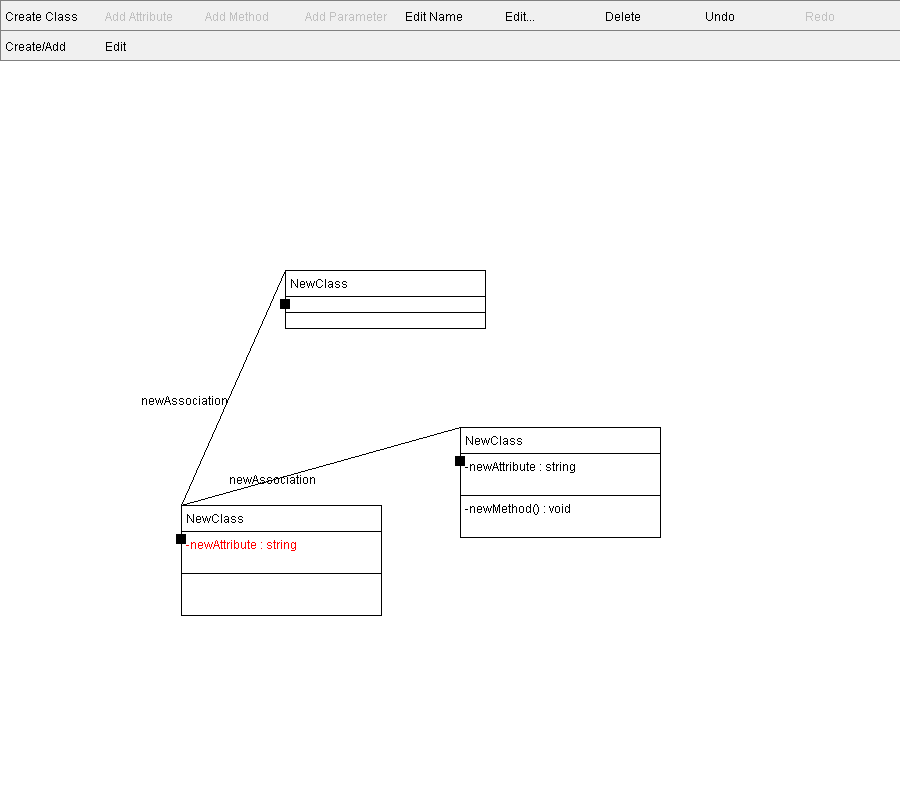 Create Class Add Attribute Add Method Add Parameter Edit Name Edit... Delete Undo Redo
Create/Add Edit
NewClass
newAssociation
NewClass
-newAttribute : string
newAssociation
-newMethod() : void
NewClass
-newAttribute : string